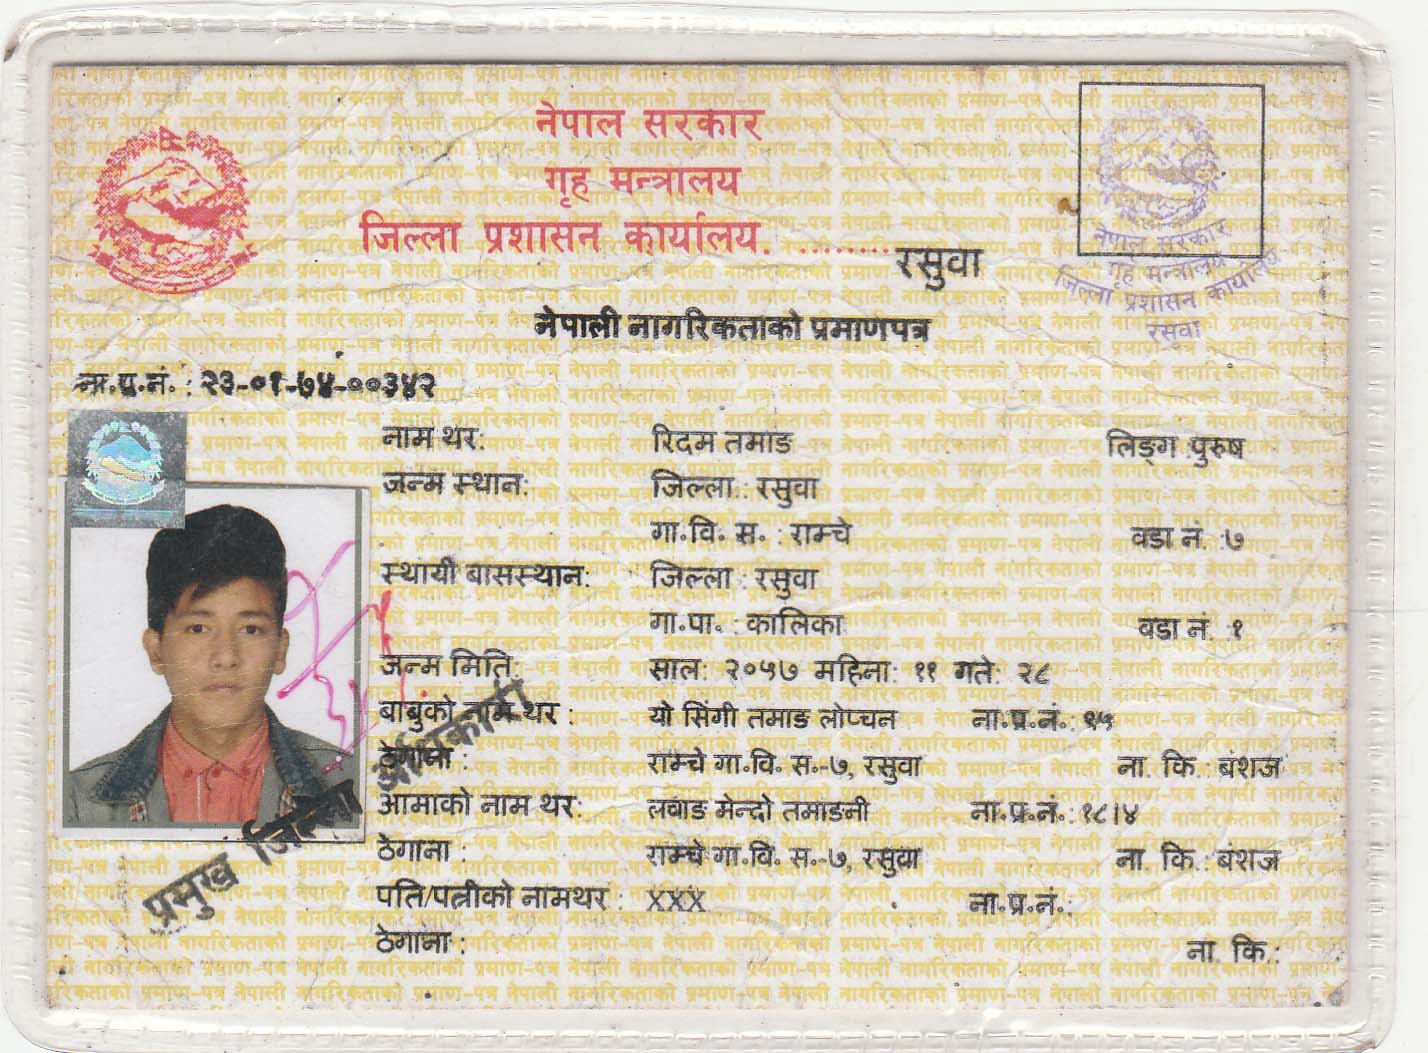 नेपाल सरकार
गृह मन्त्रालय
जिल्ला प्रशासन कार्यालय. ......... रसुवा
नेपाल सरकार
गृह मन्त्रालय
जिल्ला प्रशासन कार्यालय
रसुवा
नेपाली नागरिकताको प्रमाणपत्र
ना.प्र.नं. : २३-०१-७४-००३४२
नाम थर: रिदम तमाङ लिङ्ग पुरुष
जन्म स्थान: जिल्ला : रसुवा
गा.वि. स. : राम्चे वडा नं. :७
स्थायी बासस्थान: जिल्ला : रसुवा
गा.पा. : कालिका वडा नं. १
जन्म मिति: साल: २०५७ महिना: ११ गते: २८
बाबुको नाम थर : यो सिंगी तमाङ लोप्चन ना.प्र.नं. : ९५
ठेगाना : राम्चे गा.वि. स.-७, रसुवा ना. कि.: बंशज
आमाको नाम थर: लवाङ मेन्दो तमाङनी ना.प्र.नं. : १८।४
ठेगाना : राम्चे गा.वि. स.-७, रसुवा ना. कि.: बंशज
पति/पत्नीको नामथर : XXX ना.प्र.नं.:
ठेगाना : ना. कि.:
प्रमुख जिल्ला अधिकारी